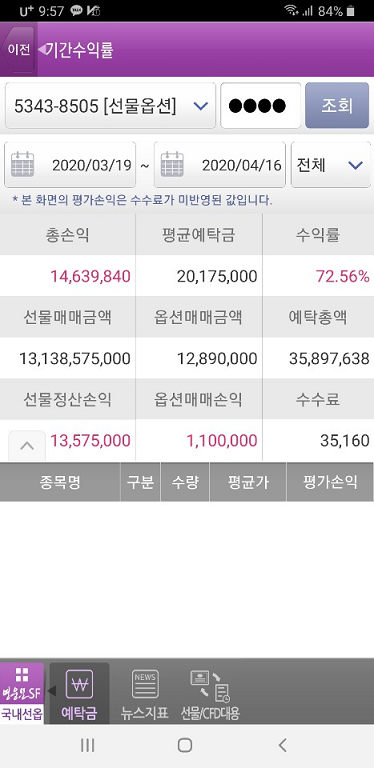 U+ 9:57 84%
이전 기간수익률
5343-8505 [선물옵션] 조회
2020/03/19 ~ 2020/04/16 전체
* 본 화면의 평가손익은 수수료가 미반영된 값입니다.
총손익 평균예탁금 수익률
14,639,840 20,175,000 72.56%
선물매매금액 옵션매매금액 예탁총액
13,138,575,000 12,890,000 35,897,638
선물정산손익 옵션매매손익 수수료
13,575,000 1,100,000 35,160
종목명 구분 수량 평균가 평가손익
영웅문SF
국내선옵 예탁금 NEWS 뉴스지표 선물/CFD대용